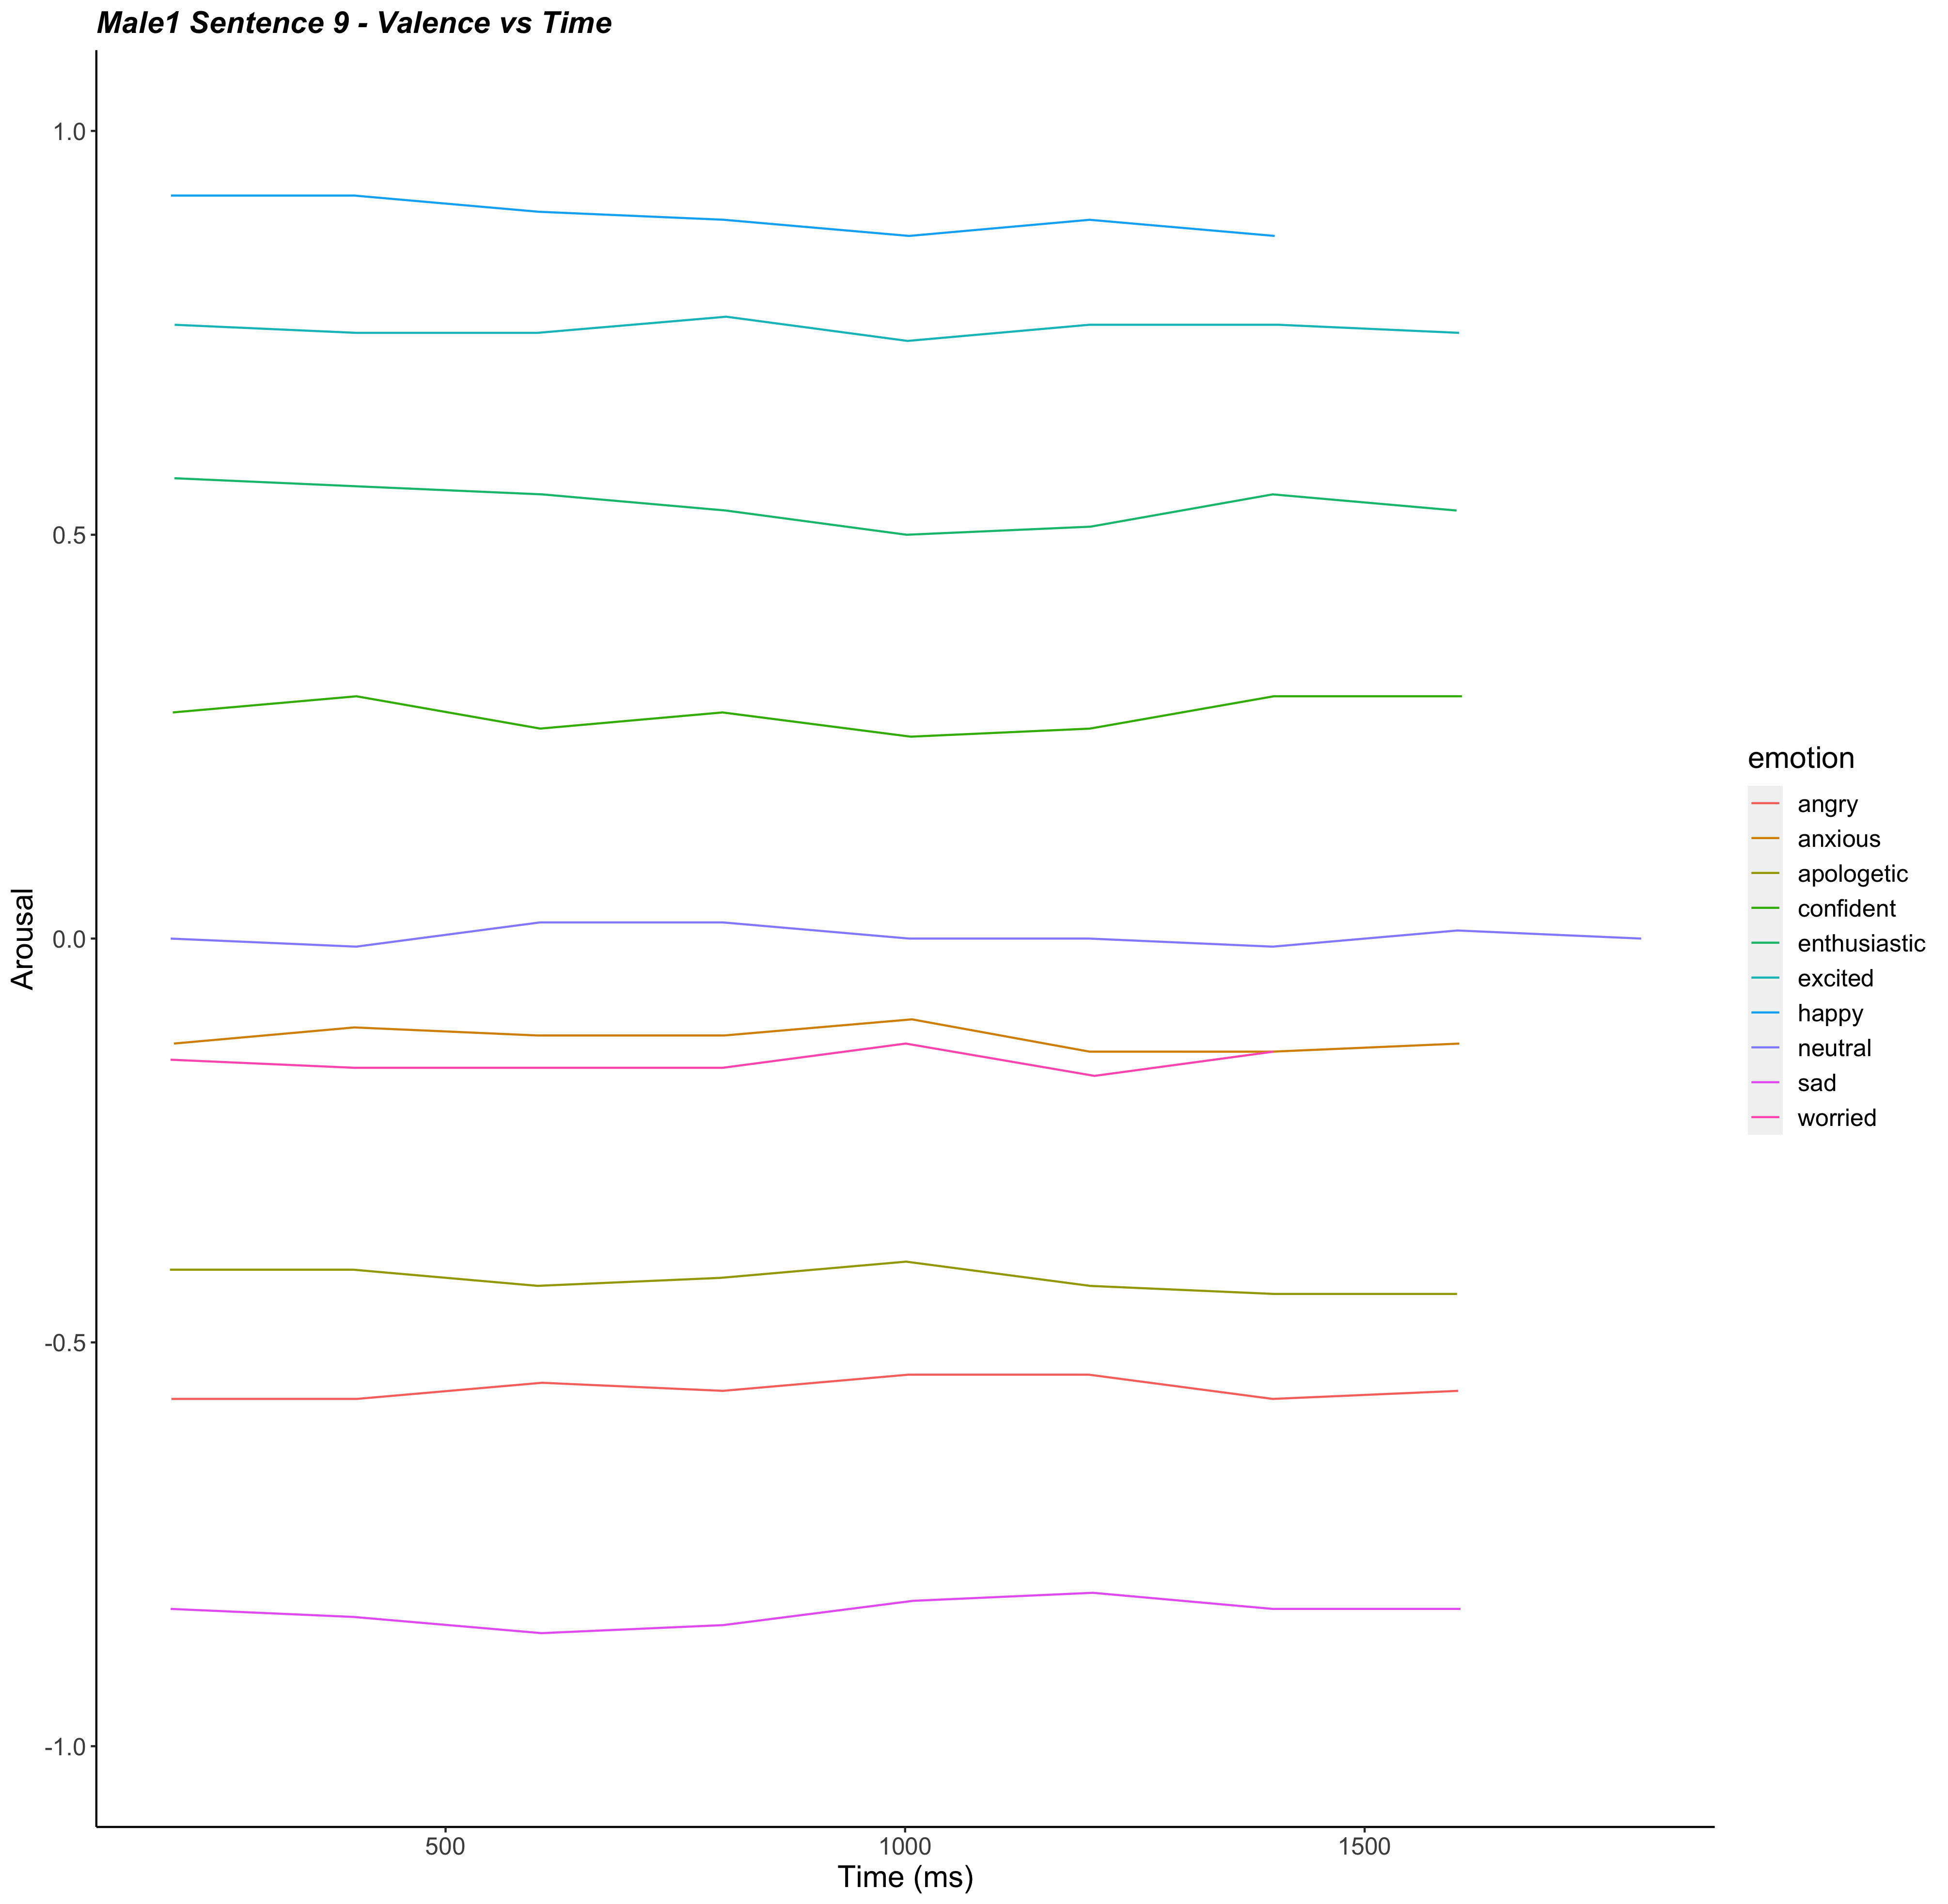 Male1 Sentence 9 - Valence vs Time
1.0
0.5
0.0
-0.5
-1.0
Arousal
500 1000 1500
Time (ms)
emotion
angry
anxious
apologetic
confident
enthusiastic
excited
happy
neutral
sad
worried